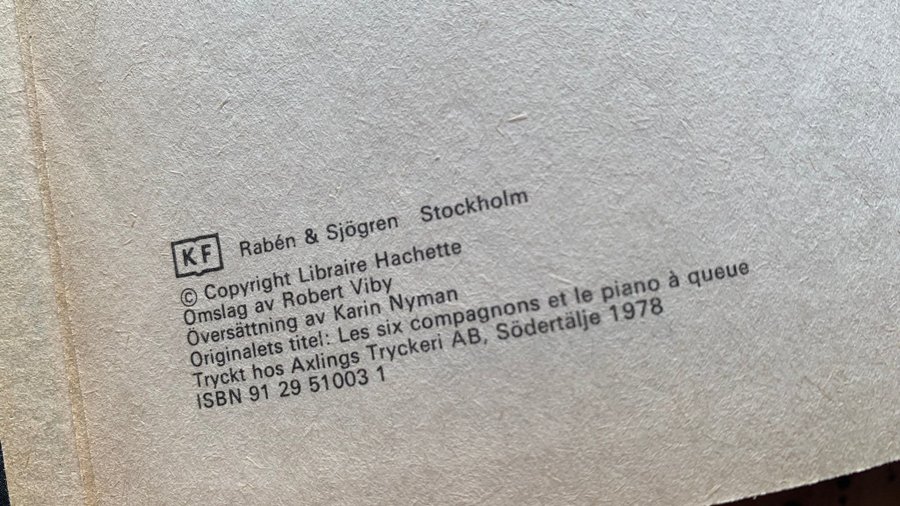 KF Rabén & Sjögren Stockholm
© Copyright Libraire Hachette
Omslag av Robert Viby
Översättning av Karin Nyman
Originalets titel: Les six compagnons et le piano à queue
Tryckt hos Axlings Tryckeri AB, Södertälje 1978
ISBN 91 29 51003 1